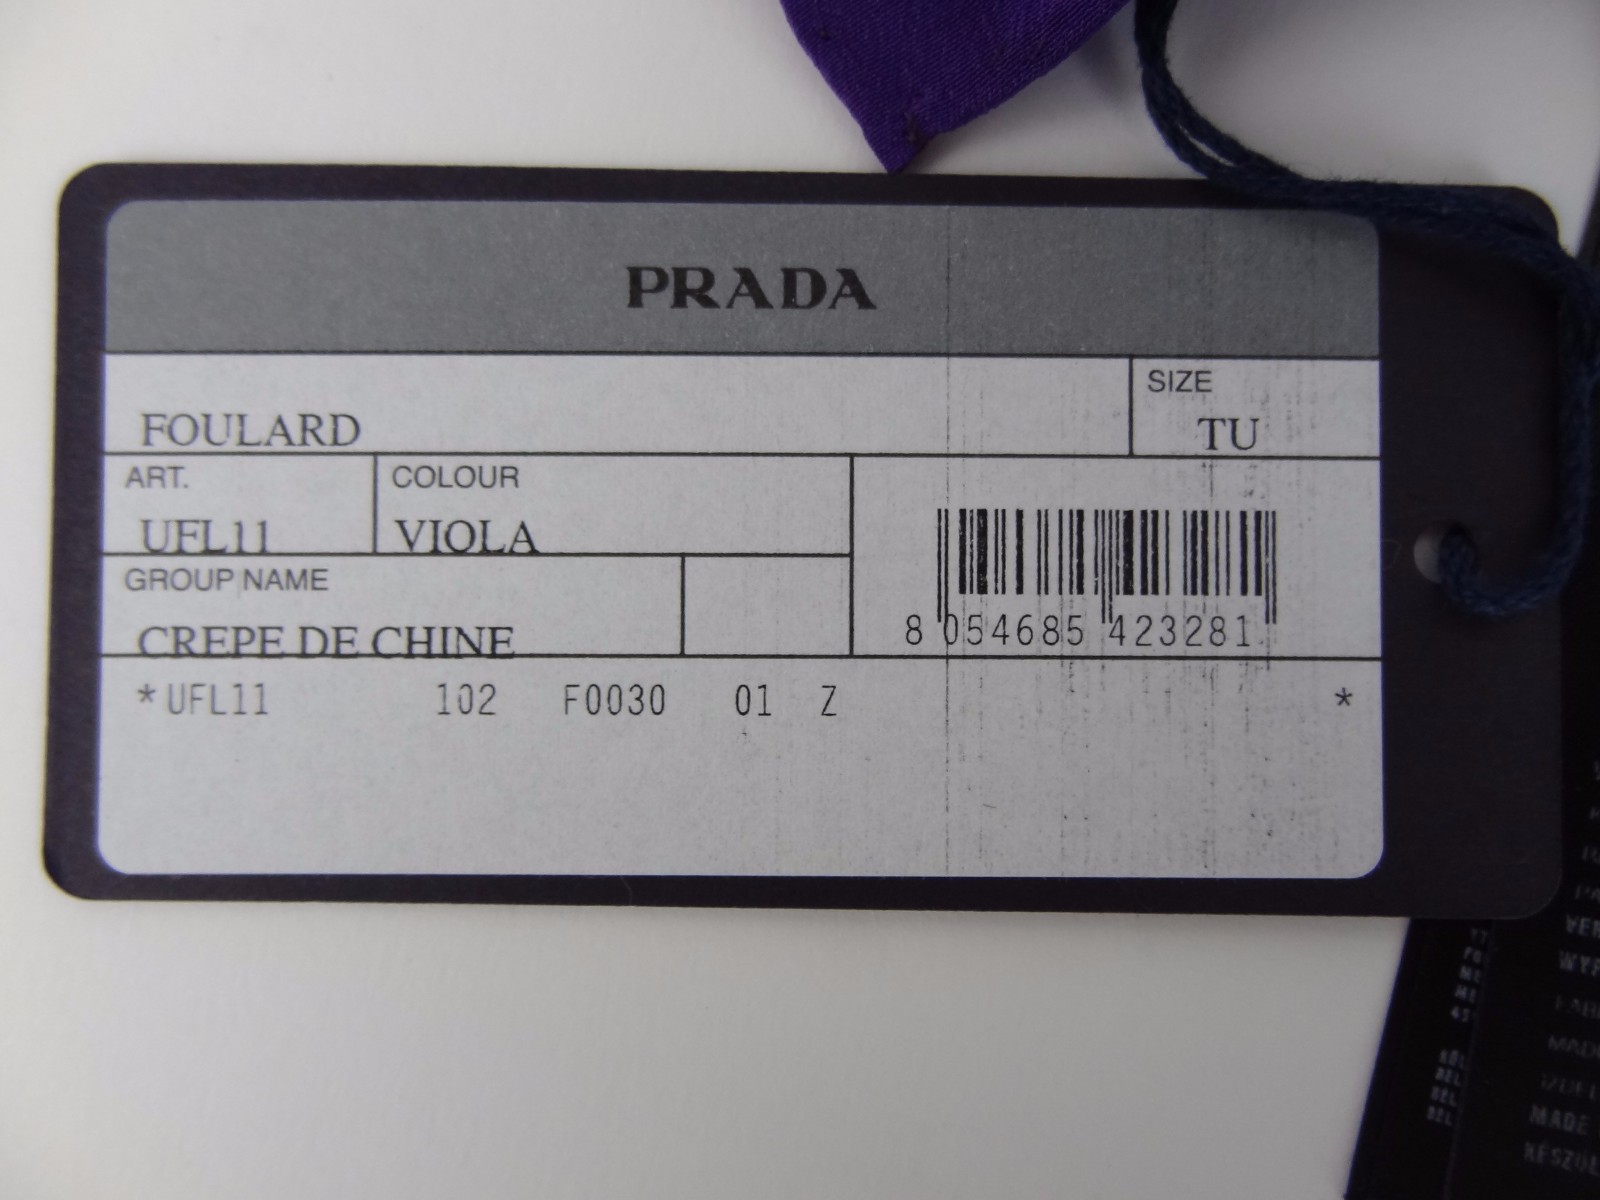 PRADA
SIZE
FOULARD TU
ART. COLOUR
UFL11 VIOLA
GROUP NAME
CREPE DE CHINE
8 054685 423281
*UFL11 102 F0030 01 Z *
MADE